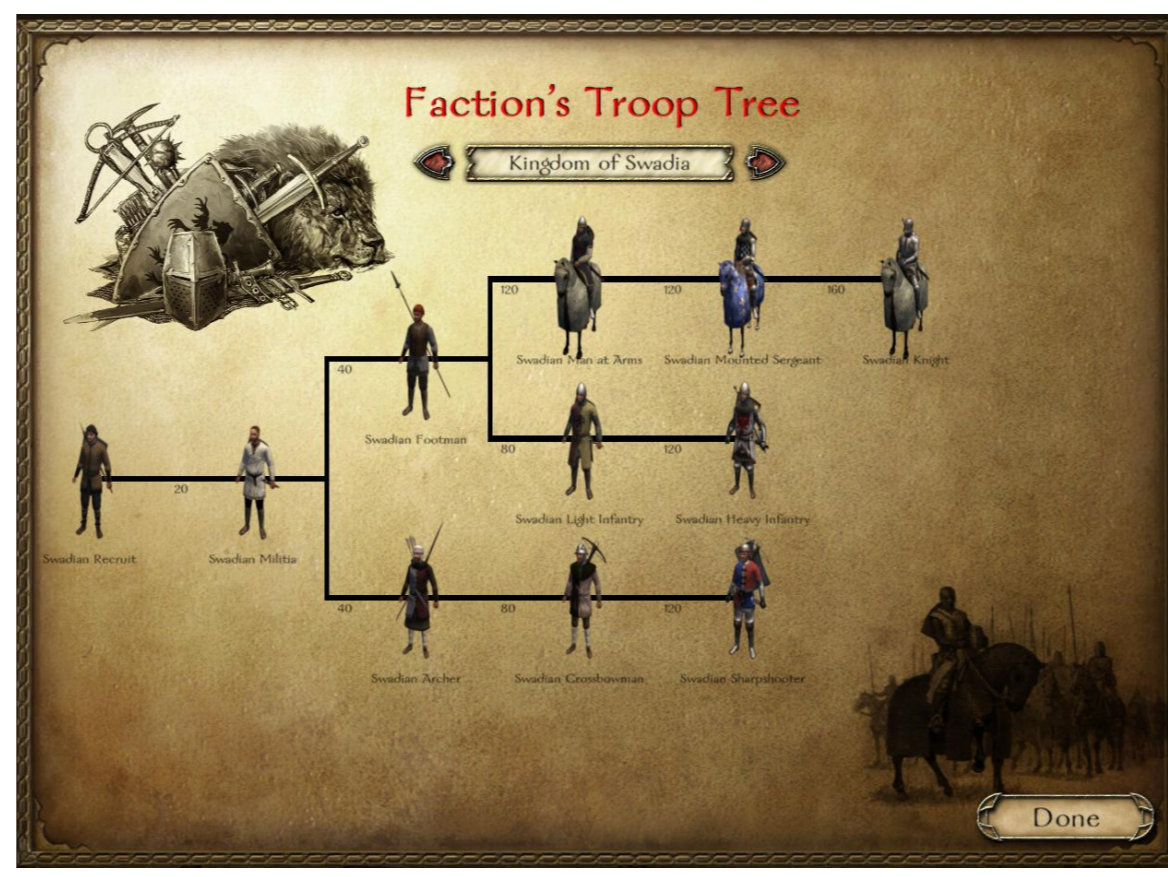 Faction's Troop Tree
Kingdom of Swadia
120
120
160
Swadian Man at Arms
Swadian Mounted Sergeant
Swadian Knight
40
Swadian Footman
80
120
20
Swadian Light Infantry
Swadian Heavy Infantry
Swadian Recruit
Swadian Militia
40
80
120
Swadian Archer
Swadian Crossbowman
Swadian Sharpshooter
Done